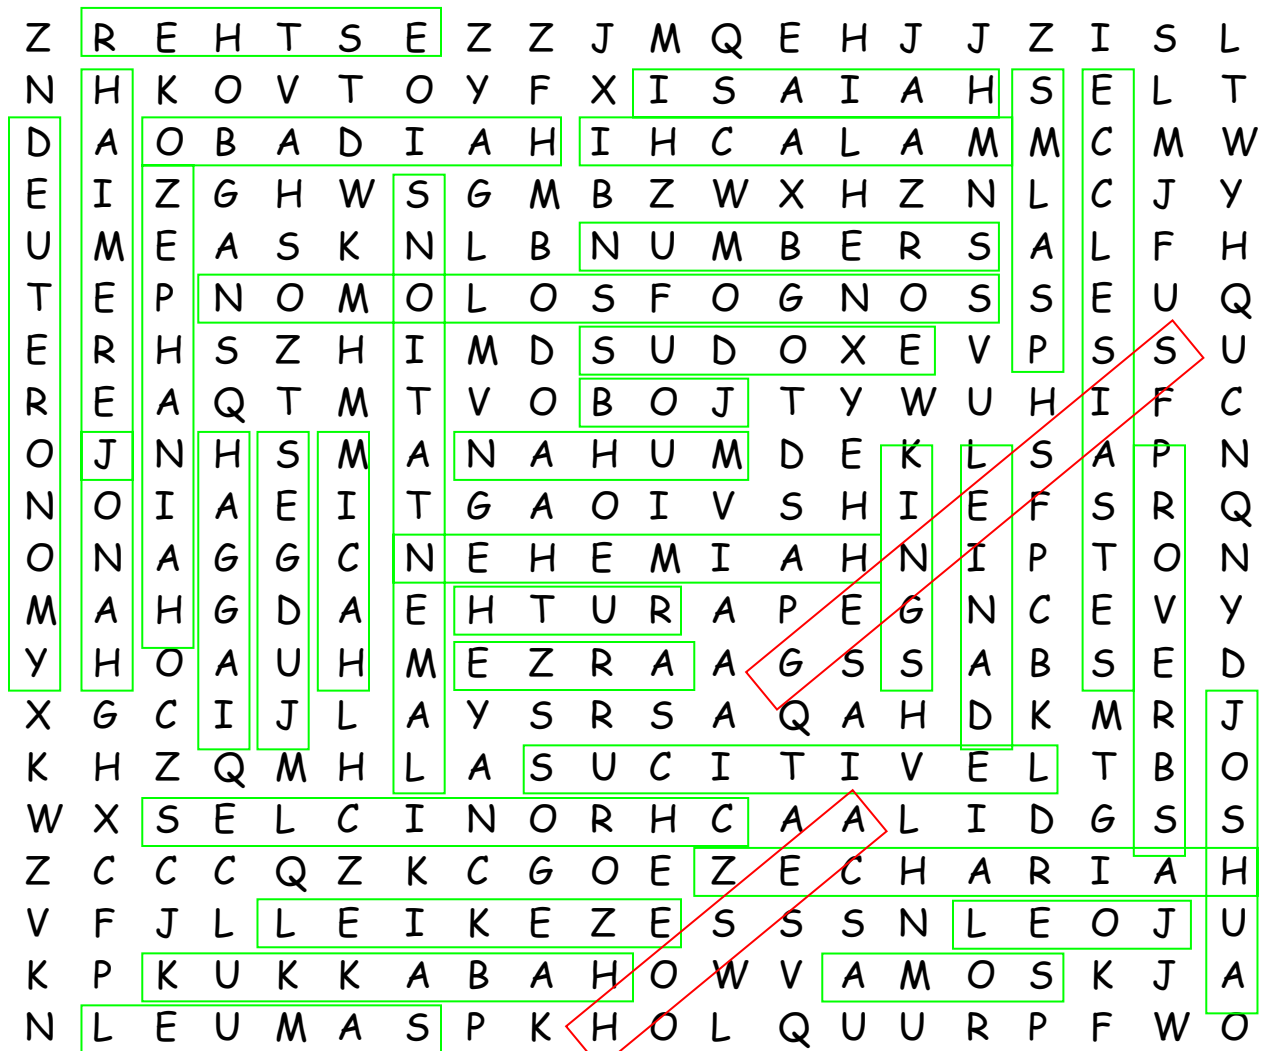 Z R E H T S E Z Z J M Q E H J J Z I S L
N H K O V T O Y F X I S A I A H S E L T
D A O B A D I A H I H C A L A M M C M W
E I Z G H W S G M B Z W X H Z N L C J Y
U M E A S K N L B N U M B E R S A L F H
T E P N O M O L O S F O G N O S S E U Q
E R H S Z H I M D S U D O X E V P S S U
R E A Q T M T V O B O J T Y W U H I F C
O J N H S M A N A H U M D E K L S A P N
N O I A E I T G A O I V S H I E F S R Q
O N A G G C N E H E M I A H N I P T O N
M A H G D A E H T U R A P E G N C E V Y
Y H O A U H M E Z R A A G S S A B S E D
X G C I J L A Y S R S A Q A H D K M R J
K H Z Q M H L A S U C I T I V E L T B O
W X S E L C I N O R H C A A L I D G S S
Z C C C Q Z K C G O E Z E C H A R I A H
V F J L L E I K E Z E S S S N L E O J U
K P K U K K A B A H O W V A M O S K J A
N L E U M A S P K H O L Q U U R P F W O